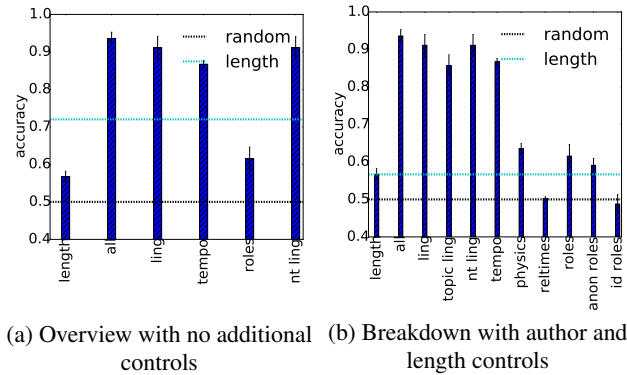 1.0
0.9
0.8
0.7
0.6
0.5
0.4
accuracy
random
length
length
all
ling
tempo
roles
nt ling
1.0
0.9
0.8
0.7
0.6
0.5
0.4
accuracy
random
length
length
all
ling
topic ling
nt ling
tempo
physics
reltimes
roles
anon roles
id roles
(a) Overview with no additional
controls
(b) Breakdown with author and
length controls